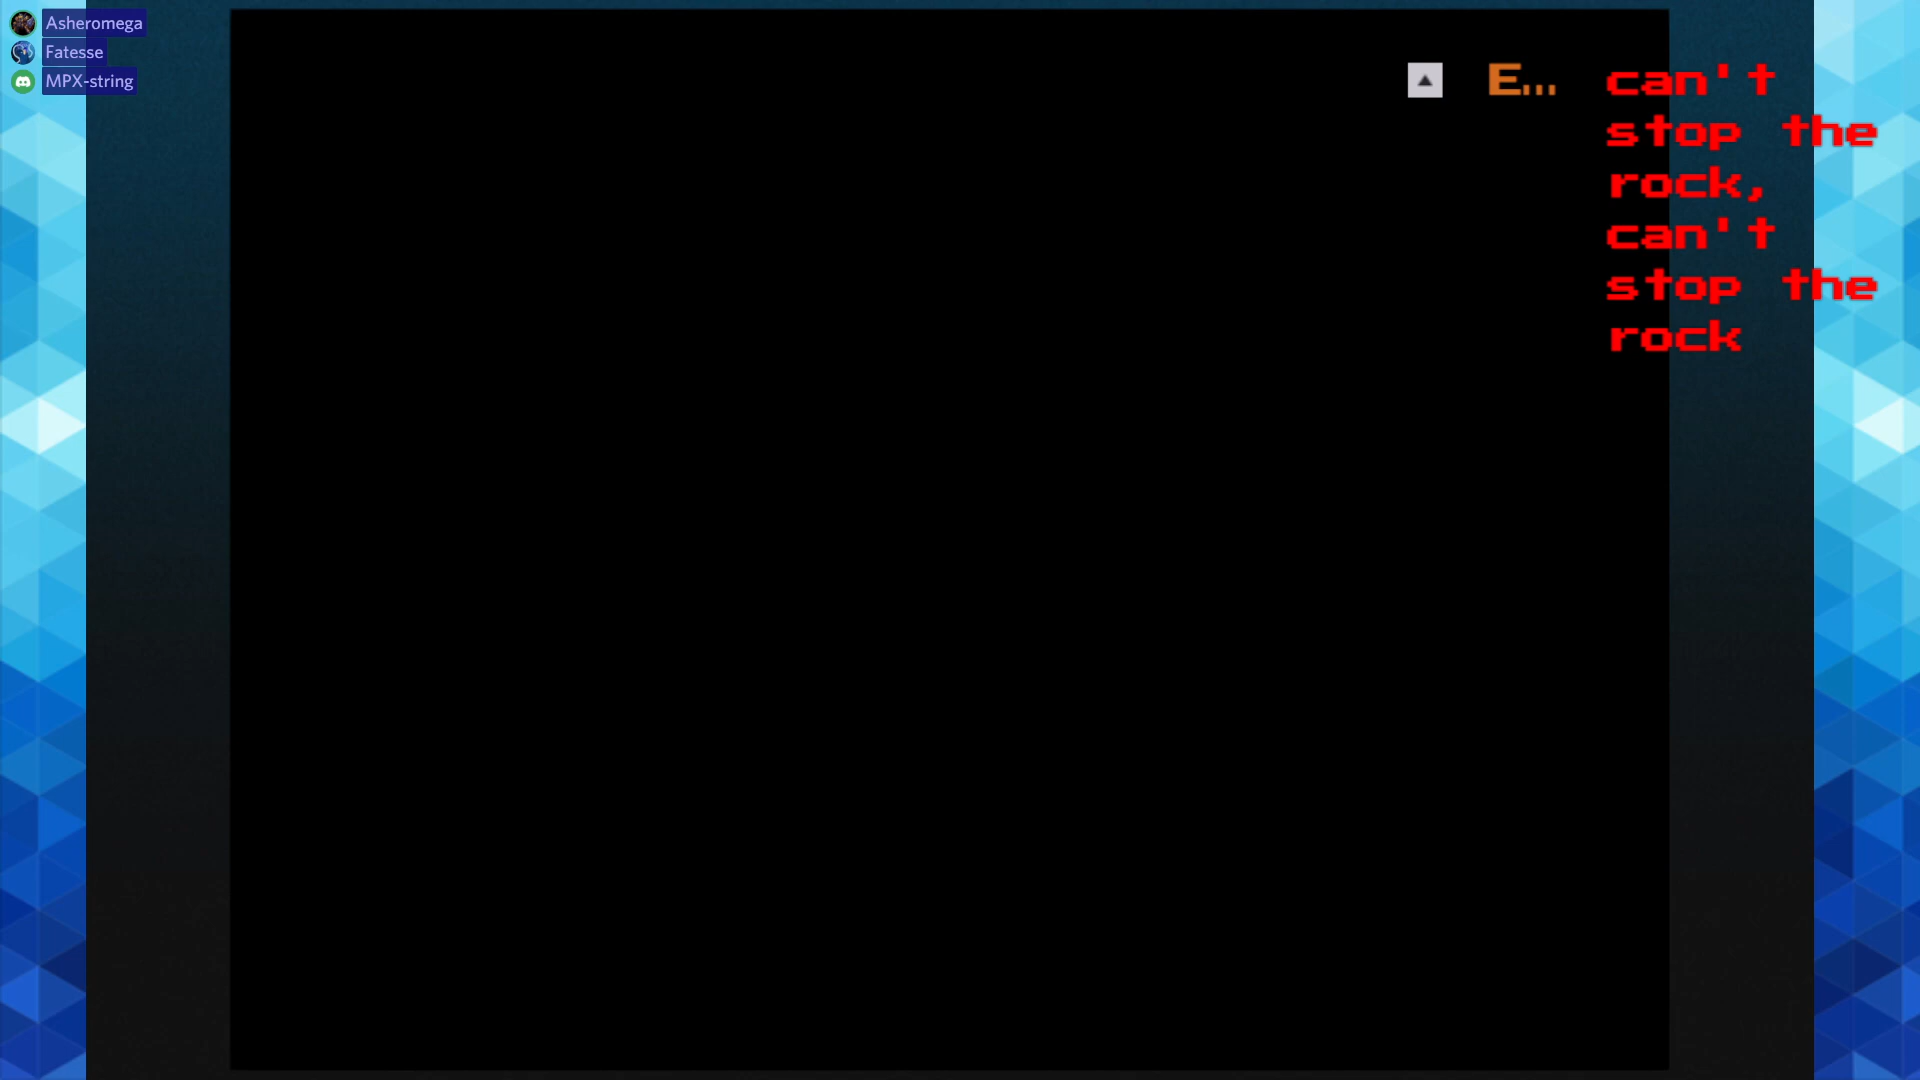 Asheromega
Fatesse
MPX-string
E...
can't
stop the
rock,
can't
stop the
rock